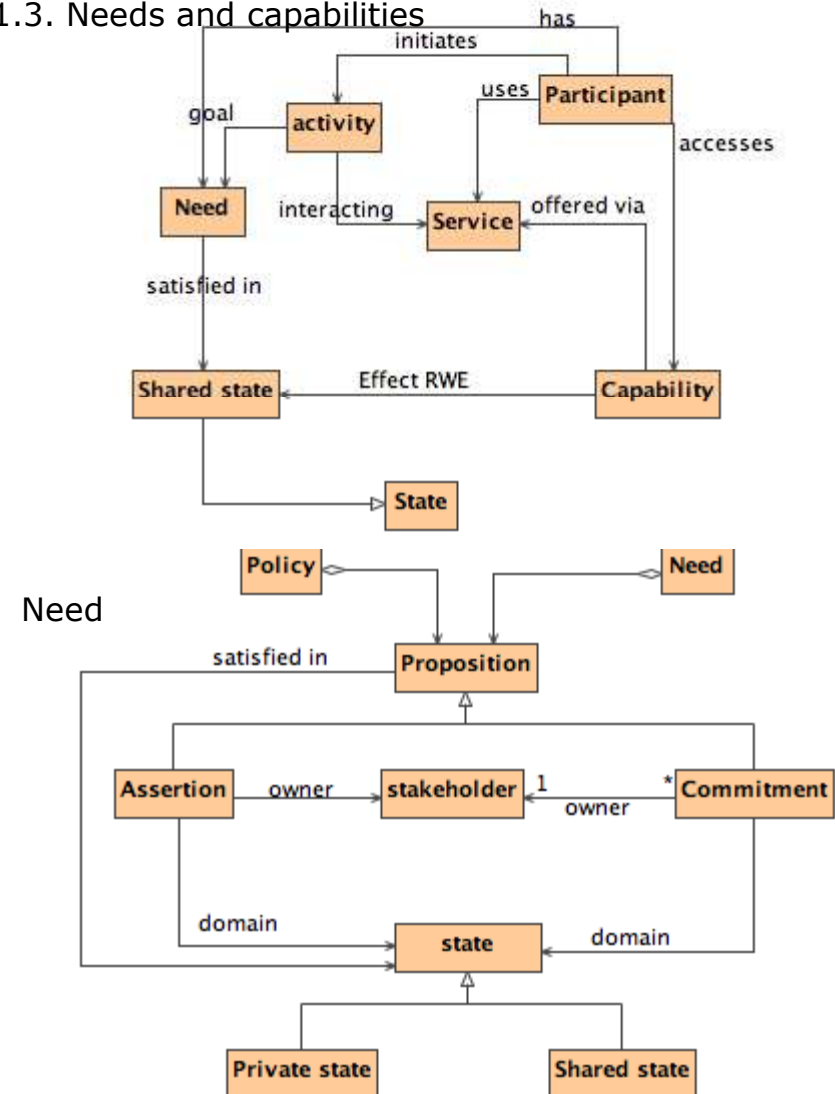 1.3. Needs and capabilities
has
initiates
uses
Participant
goal
activity
accesses
Need
interacting
Service
offered via
satisfied in
Effect RWE
Shared state
Capability
State
Policy
Need
Need
satisfied in
Proposition
Assertion
owner
stakeholder
1
*
owner
Commitment
domain
state
domain
Private state
Shared state